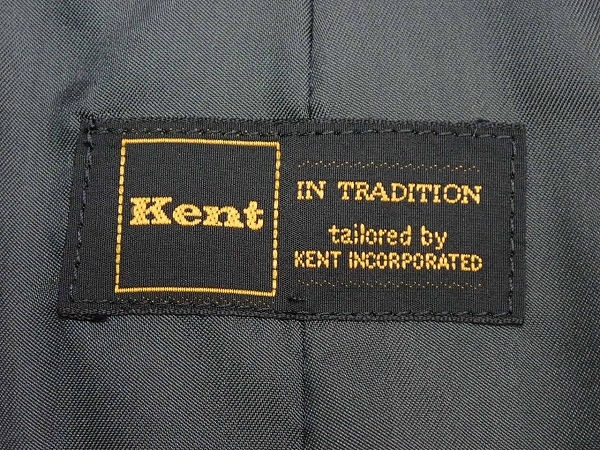 Kent
IN TRADITION
tailored by
KENT INCORPORATED